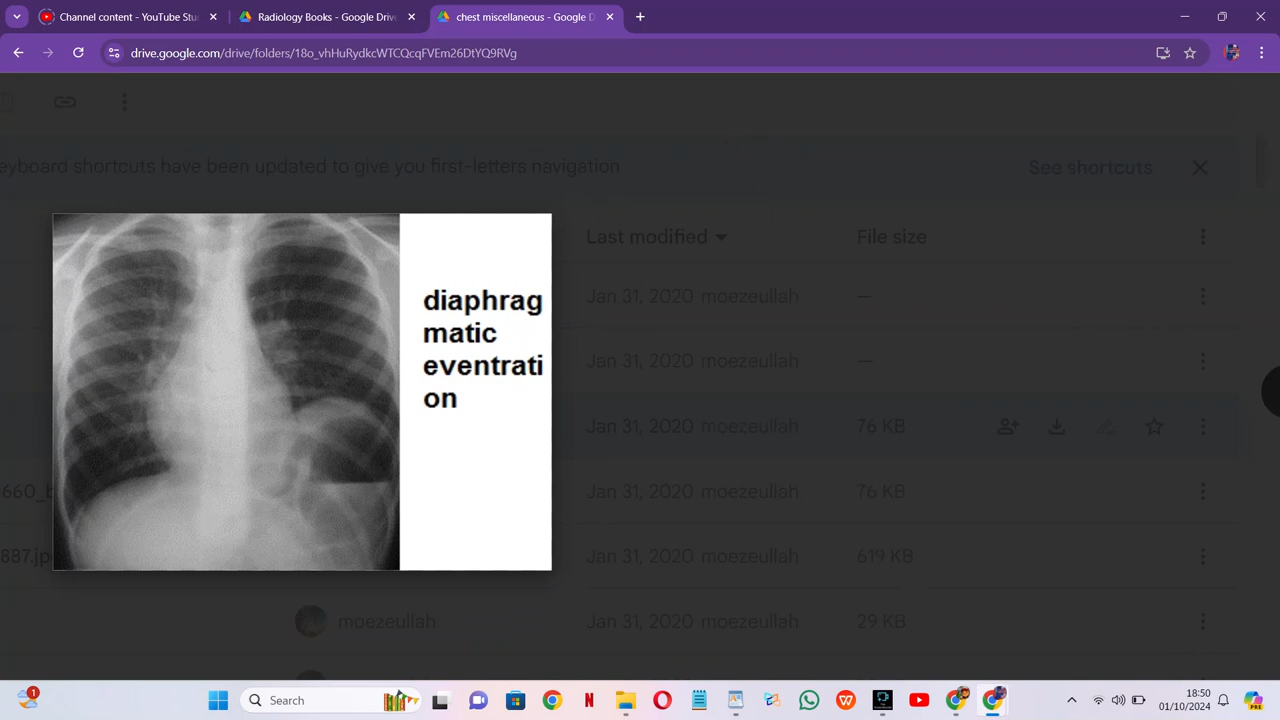 Channel content - YouTube Stu
Radiology Books - Google Drive
chest miscellaneous - Google D
drive.google.com/drive/folders/18o_vhHuRydkcWTCQcqFVEm26DtYQ9RVg
eyboard shortcuts have been updated to give you first-letters navigation
See shortcuts
Last modified
File size
Jan 31, 2020 moezeullah
—
Jan 31, 2020 moezeullah
—
Jan 31, 2020 moezeullah
76 KB
660_b
Jan 31, 2020 moezeullah
76 KB
887.jp
Jan 31, 2020 moezeullah
619 KB
moezeullah
Jan 31, 2020 moezeullah
29 KB
diaphrag
matic
eventrati
on
1
Search
N
W
PRE
18:50
01/10/2024